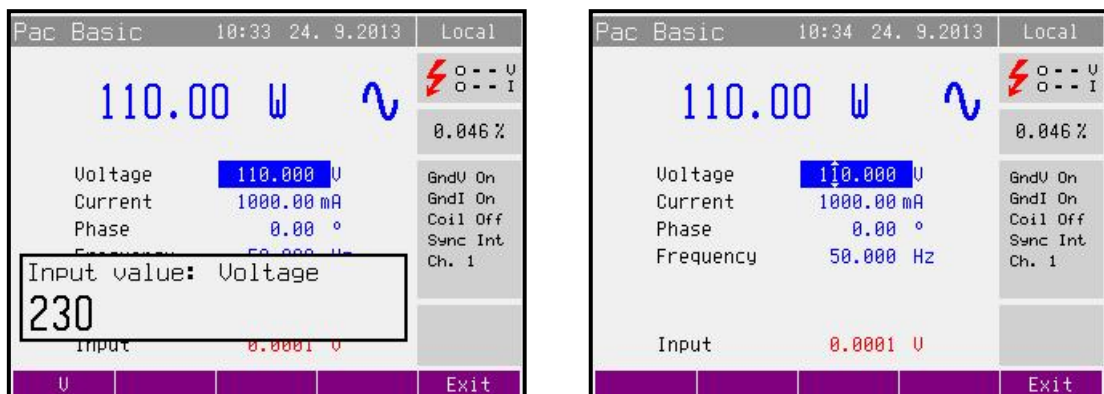 Pac Basic 10:33 24. 9.2013 Local
110.00 W
o-- V
o-- I
0.046 %
Voltage 110.000 V
Current 1000.00 mA
Phase 0.00 °
Input value: Voltage
230
Input 0.0001 V
GndV On
GndI On
Coil Off
Sync Int
Ch. 1
V Exit
Pac Basic 10:34 24. 9.2013 Local
110.00 W
o-- V
o-- I
0.046 %
Voltage 110.000 V
Current 1000.00 mA
Phase 0.00 °
Frequency 50.000 Hz
Input 0.0001 V
GndV On
GndI On
Coil Off
Sync Int
Ch. 1
Exit